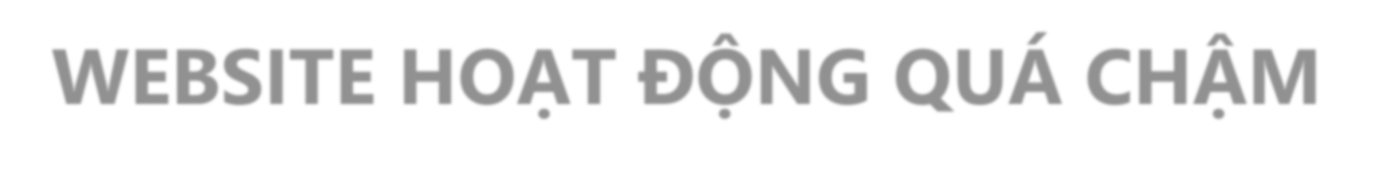 WEBSITE HOẠT ĐỘNG QUÁ CHẬM